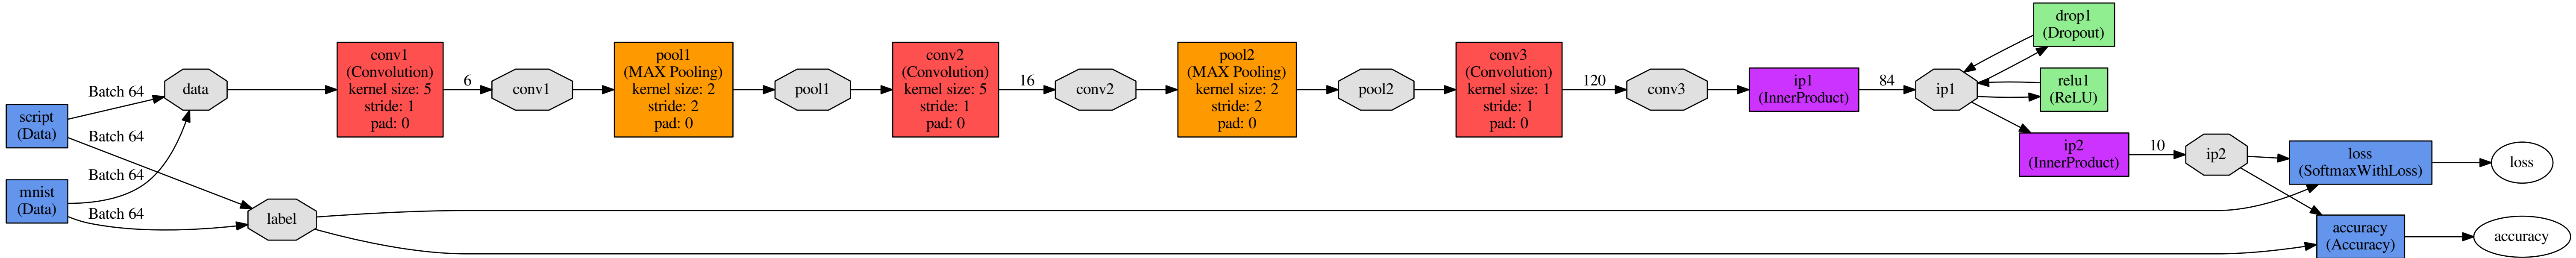 script
(Data)
mnist
(Data)
Batch 64
Batch 64
Batch 64
Batch 64
data
label
conv1
(Convolution)
kernel size: 5
stride: 1
pad: 0
6
conv1
pool1
(MAX Pooling)
kernel size: 2
stride: 2
pad: 0
pool1
conv2
(Convolution)
kernel size: 5
stride: 1
pad: 0
16
conv2
pool2
(MAX Pooling)
kernel size: 2
stride: 2
pad: 0
pool2
conv3
(Convolution)
kernel size: 1
stride: 1
pad: 0
120
conv3
ip1
(InnerProduct)
84
ip1
drop1
(Dropout)
relu1
(ReLU)
ip2
(InnerProduct)
10
ip2
loss
(SoftmaxWithLoss)
loss
accuracy
(Accuracy)
accuracy